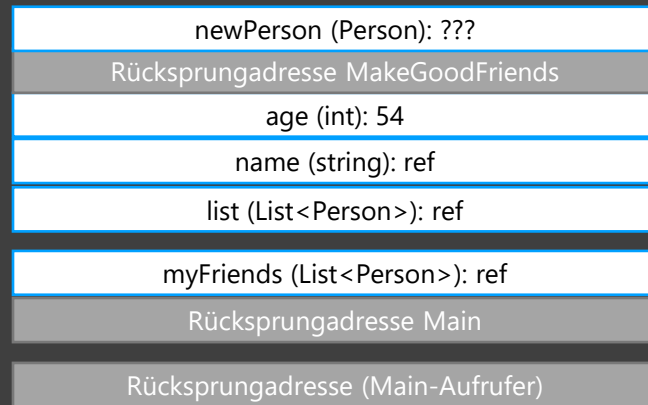 newPerson (Person): ???
Rücksprungadresse MakeGoodFriends
age (int): 54
name (string): ref
list (List<Person>): ref
myFriends (List<Person>): ref
Rücksprungadresse Main
Rücksprungadresse (Main-Aufrufer)